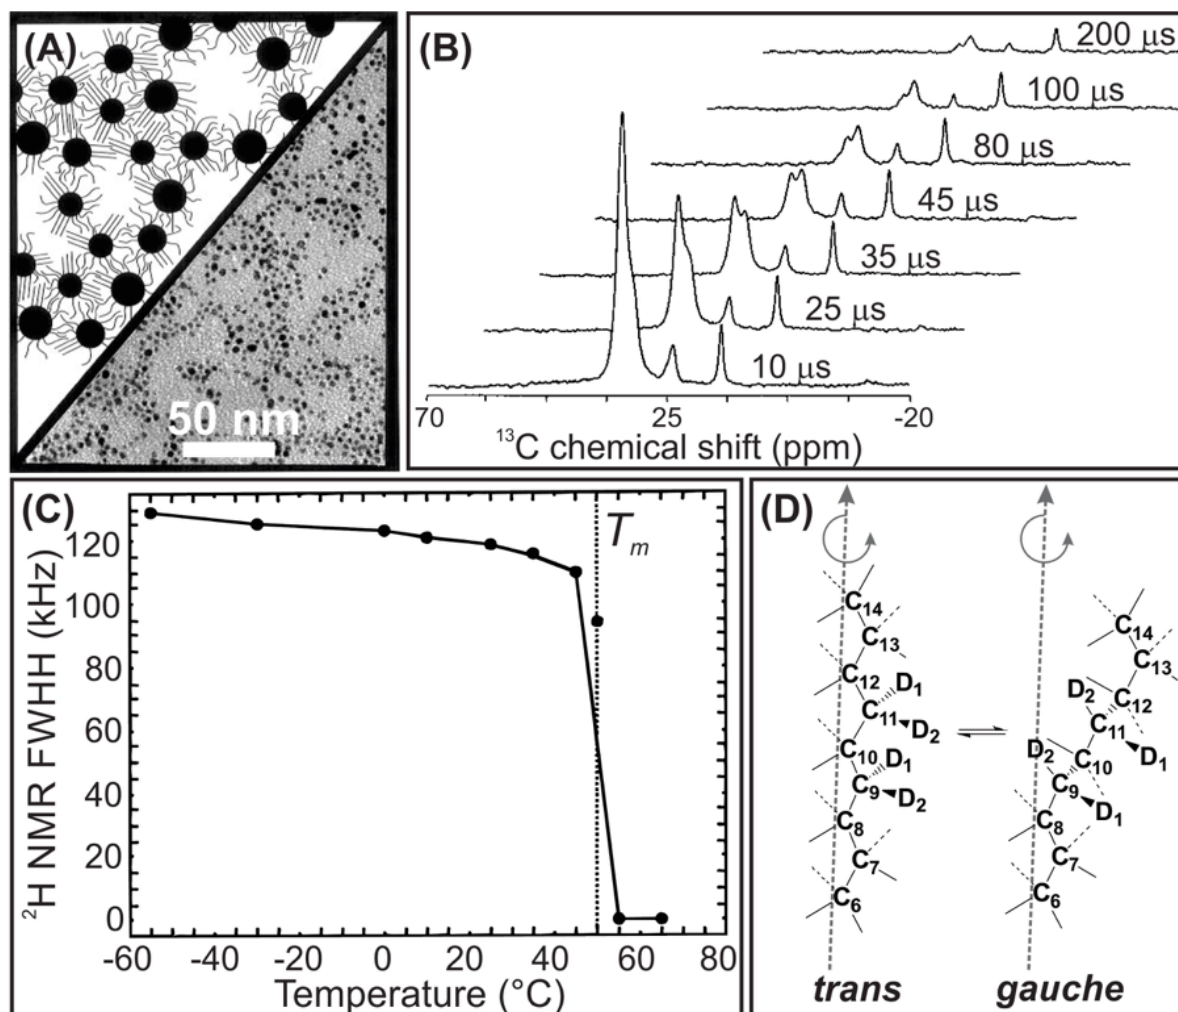 (A)
50 nm
(B)
200 μs
100 μs
80 μs
45 μs
35 μs
25 μs
10 μs
70 25 -20
¹³C chemical shift (ppm)
(C)
Tₘ
²H NMR FWHH (kHz)
120
100
80
60
40
20
0
-60 -40 -20 0 20 40 60 80
Temperature (°C)
(D)
C₁₄
C₁₃
C₁₂
D₁
C₁₁
D₂
C₁₀
D₁
C₉
D₂
C₈
C₇
C₆
trans
C₁₄
C₁₃
C₁₂
D₂
C₁₁
D₁
D₂
C₁₀
C₉
D₁
C₈
C₇
C₆
gauche